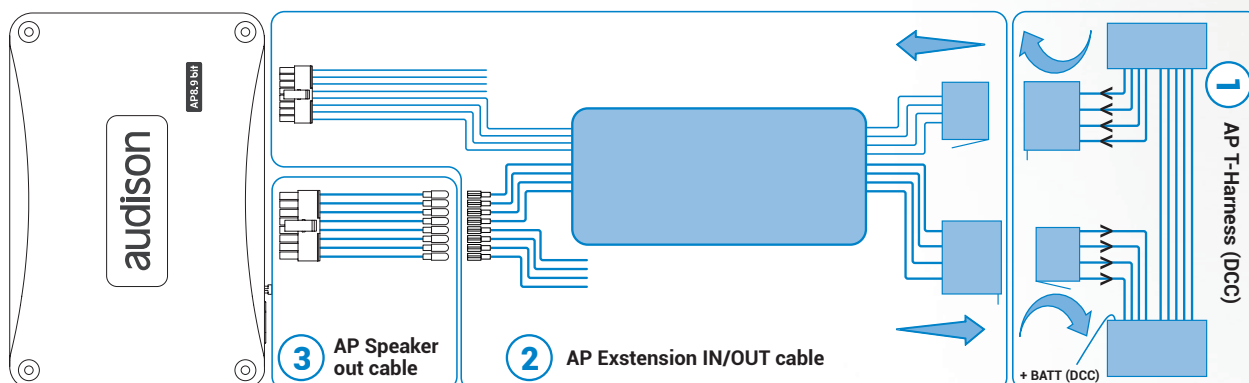 audison
AP8.9 bit
3
AP Speaker
out cable
2
AP Exstension IN/OUT cable
1
AP T-Harness (DCC)
+ BATT (DCC)